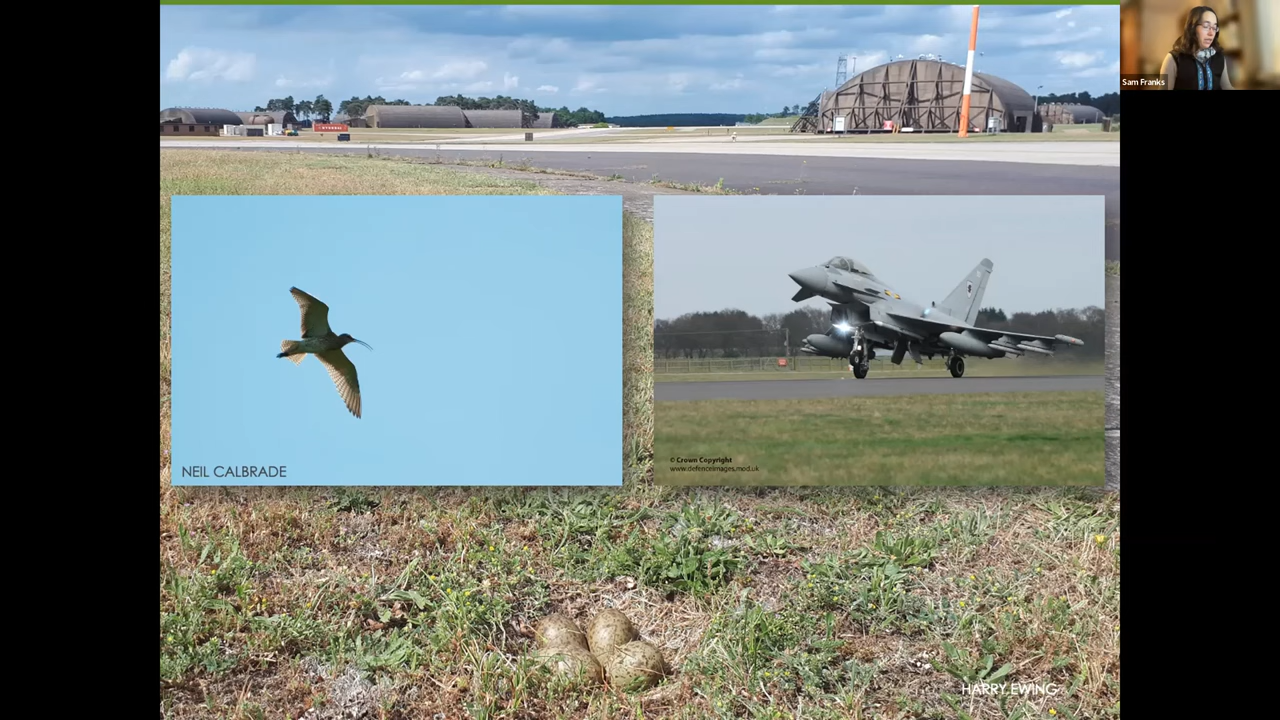 Sam Franks
NEIL CALBRADE
© Crown Copyright
www.defenceimages.mod.uk
HARRY EWING